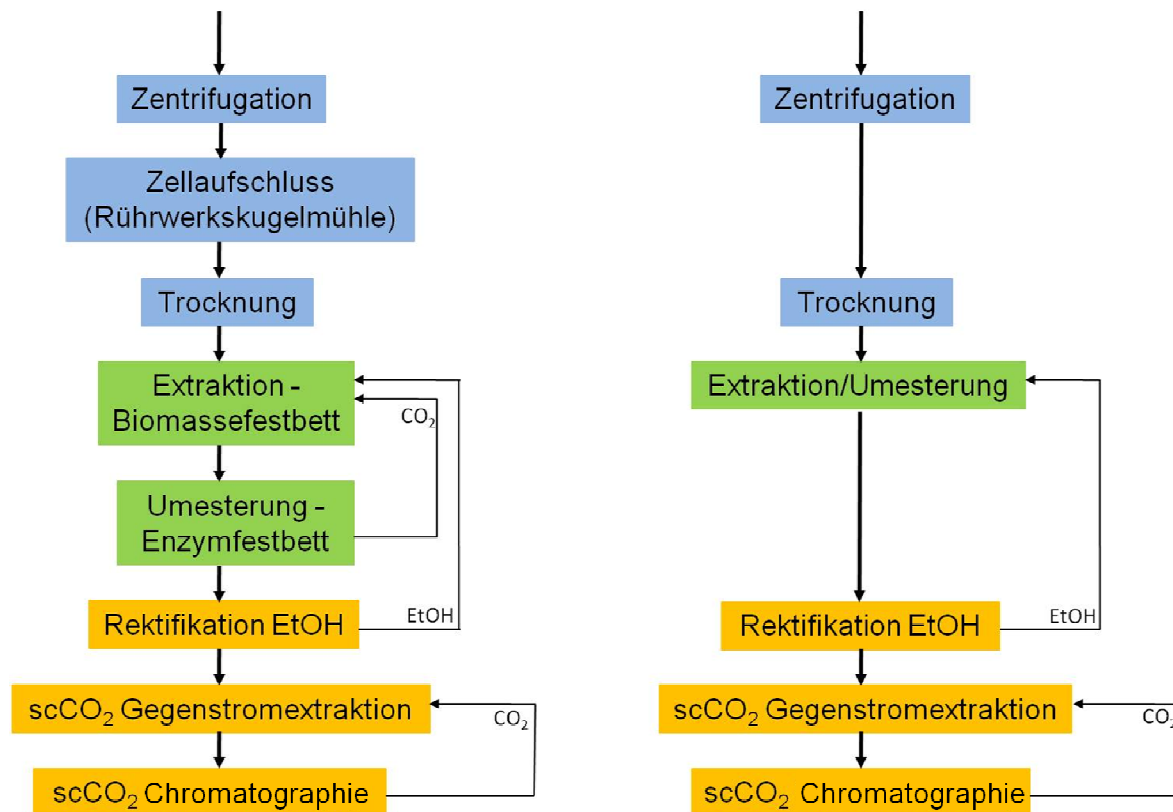 Zentrifugation
Zellaufschluss
(Rührwerkskugelmühle)
Trocknung
Extraktion -
Biomassefestbett
CO₂
Umesterung -
Enzymfestbett
Rektifikation EtOH
EtOH
scCO₂ Gegenstromextraktion
CO₂
scCO₂ Chromatographie
Zentrifugation
Trocknung
Extraktion/Umesterung
Rektifikation EtOH
EtOH
scCO₂ Gegenstromextraktion
CO₂
scCO₂ Chromatographie